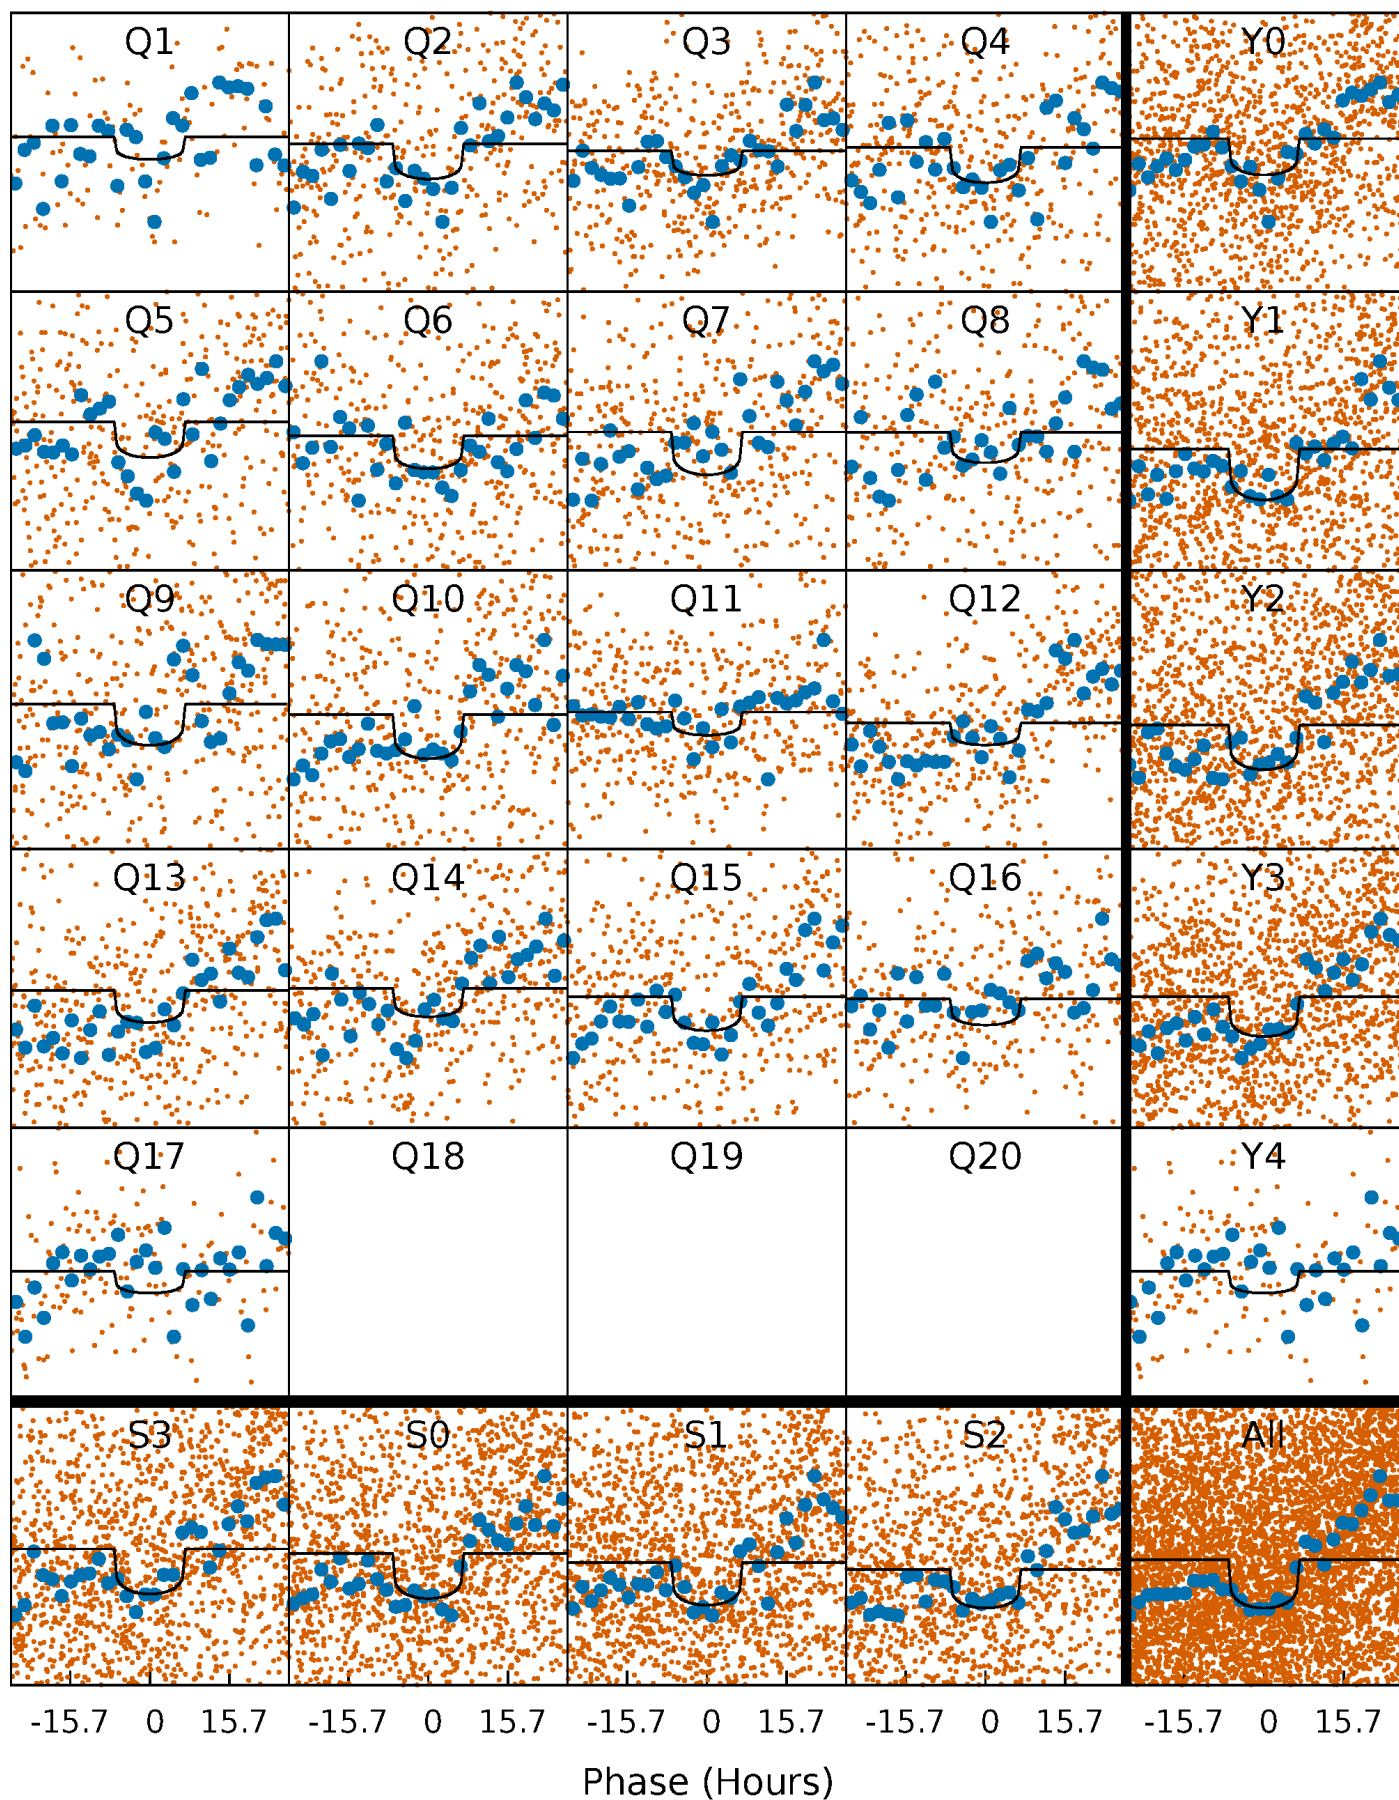 Q1 Q2 Q3 Q4 Y0
Q5 Q6 Q7 Q8 Y1
Q9 Q10 Q11 Q12 Y2
Q13 Q14 Q15 Q16 Y3
Q17 Q18 Q19 Q20 Y4
S3 S0 S1 S2 All
-15.7 0 15.7 -15.7 0 15.7 -15.7 0 15.7 -15.7 0 15.7 -15.7 0 15.7
Phase (Hours)